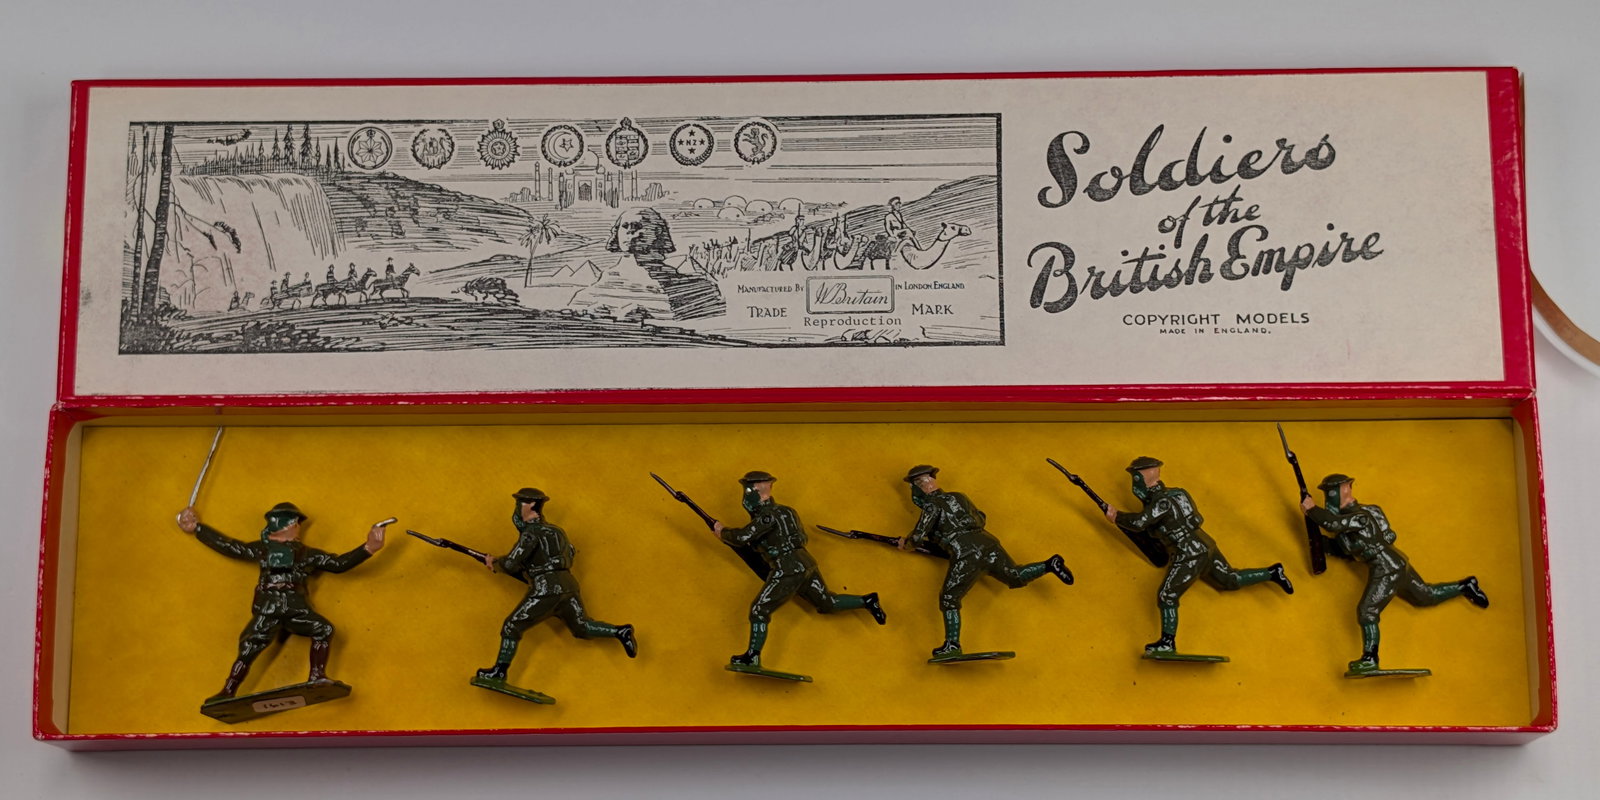 NZ
Soldiers
of the
British Empire
COPYRIGHT MODELS
MADE IN ENGLAND.
MANUFACTURED BY W. Britain IN LONDON ENGLAND
TRADE MARK
Reproduction